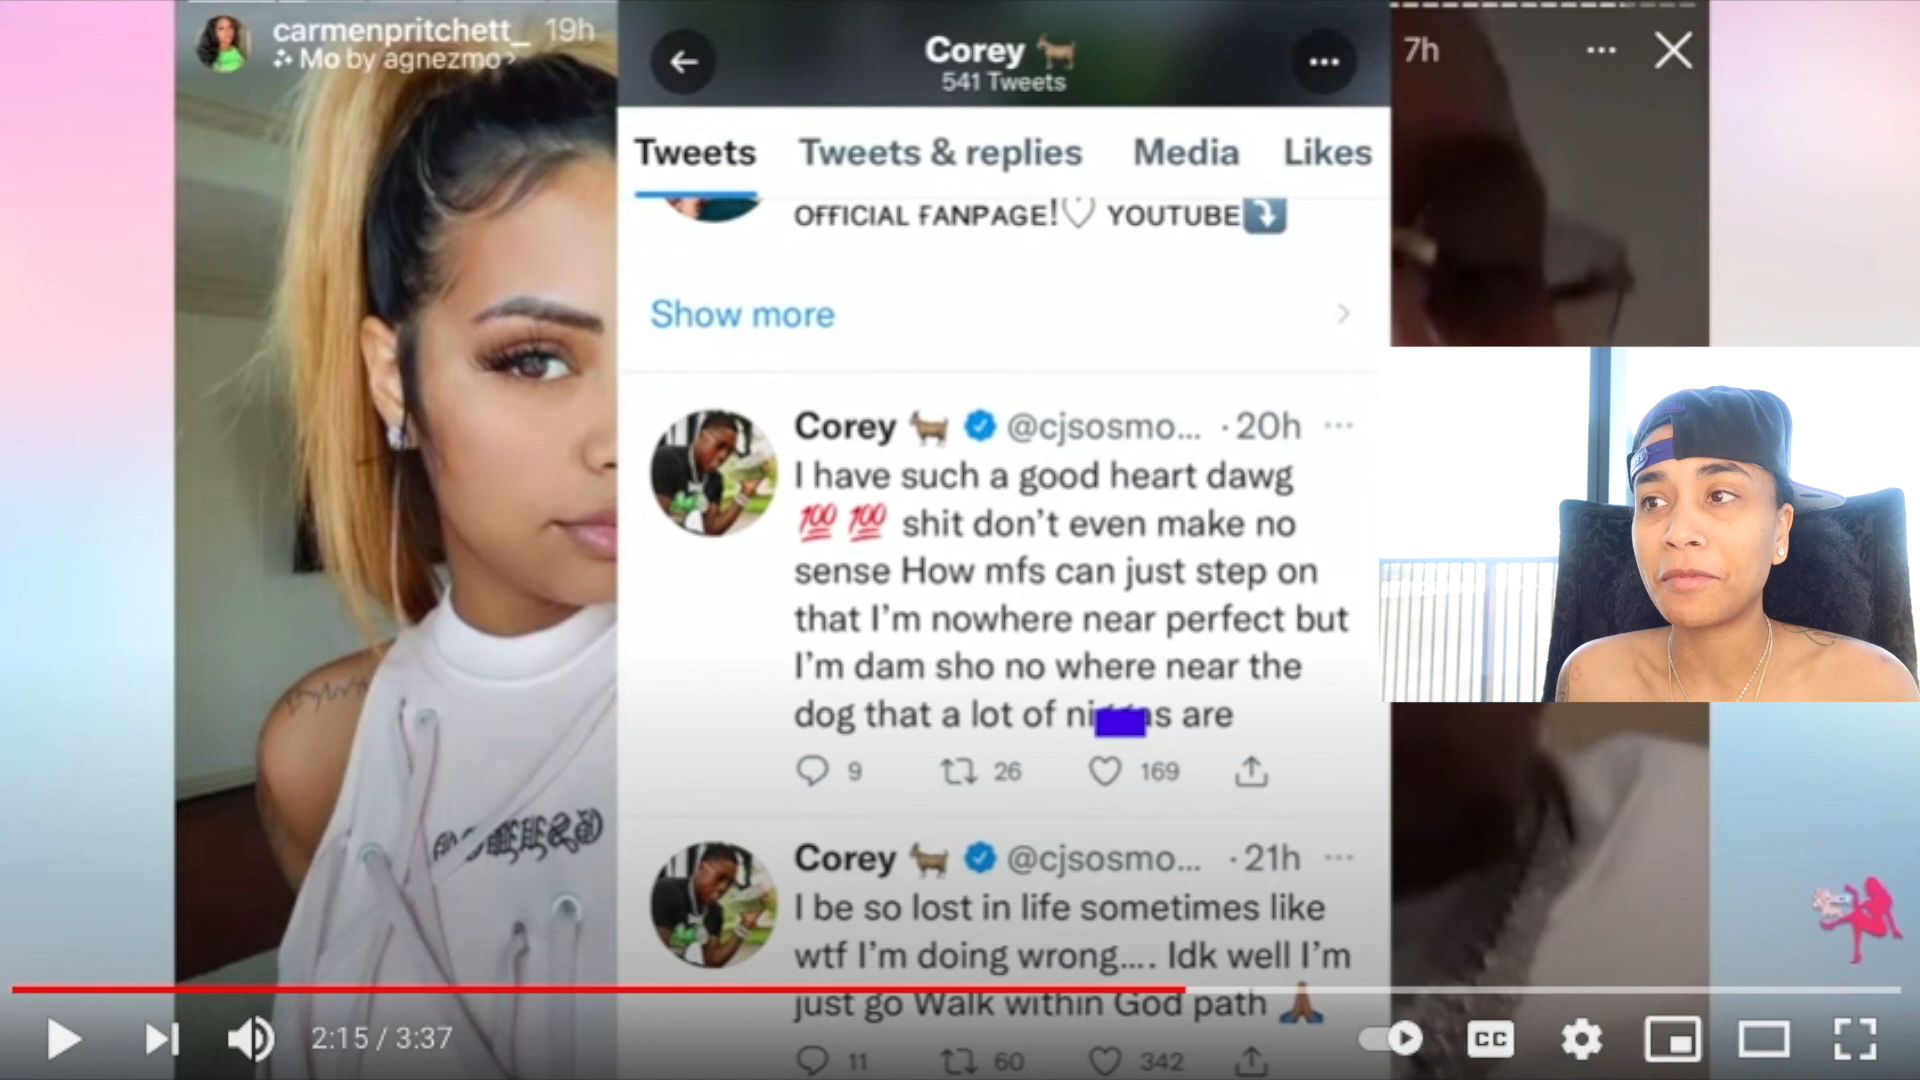 carmenpritchett_ 19h
Mo by agnezmo >
Corey
541 Tweets
7h
Tweets Tweets & replies Media Likes
OFFICIAL FANPAGE!♡ YOUTUBE
Show more
Corey @cjsosmo... · 20h
I have such a good heart dawg
💯 💯 shit don't even make no
sense How mfs can just step on
that I'm nowhere near perfect but
I'm dam sho no where near the
dog that a lot of ni as are
9 26 169
Corey @cjsosmo... · 21h
I be so lost in life sometimes like
wtf I'm doing wrong.... Idk well I'm
just go Walk within God path 🙏🏾
11 60 342
2:15 / 3:37
CC